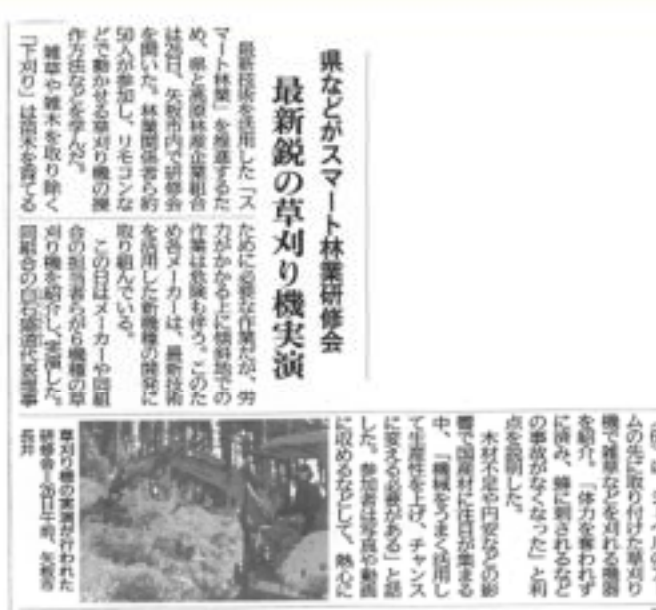 県などがスマート林業研修会
最新鋭の草刈り機実演
最新技術を活用した「ス
マート林業」を推進するた
め、県と高原林産企業組合
は26日、矢板市内で研修会
を開いた。林業関係者ら約
50人が参加し、リモコンな
どで動かせる草刈り機の操
作方法などを学んだ。
雑草や雑木を取り除く
「下刈り」は苗木を育てる
ために必要な作業だが、労
力がかかる上に傾斜地での
作業は危険も伴う。このた
め各メーカーは、最新技術
を活用した新機種の開発に
取り組んでいる。
この日はメーカーや同組
合の担当者らが6機種の草
刈り機を紹介し、実演した。
同組合の白石盛道代表理事
ムの先に取り付けた草刈り
機で雑草などを刈れる機器
を紹介。「体力を奪われず
に済み、蜂に刺されるなど
の事故がなくなった」と利
点を説明した。
木材不足や円安などの影
響で国産材に注目が集まる
中、「機械をうまく活用し
て生産性を上げ、チャンス
に変える必要がある」と話
した。参加者は写真や動画
に収めるなどして、熱心に
草刈り機の実演が行われた
研修会＝26日午前、矢板市
長井